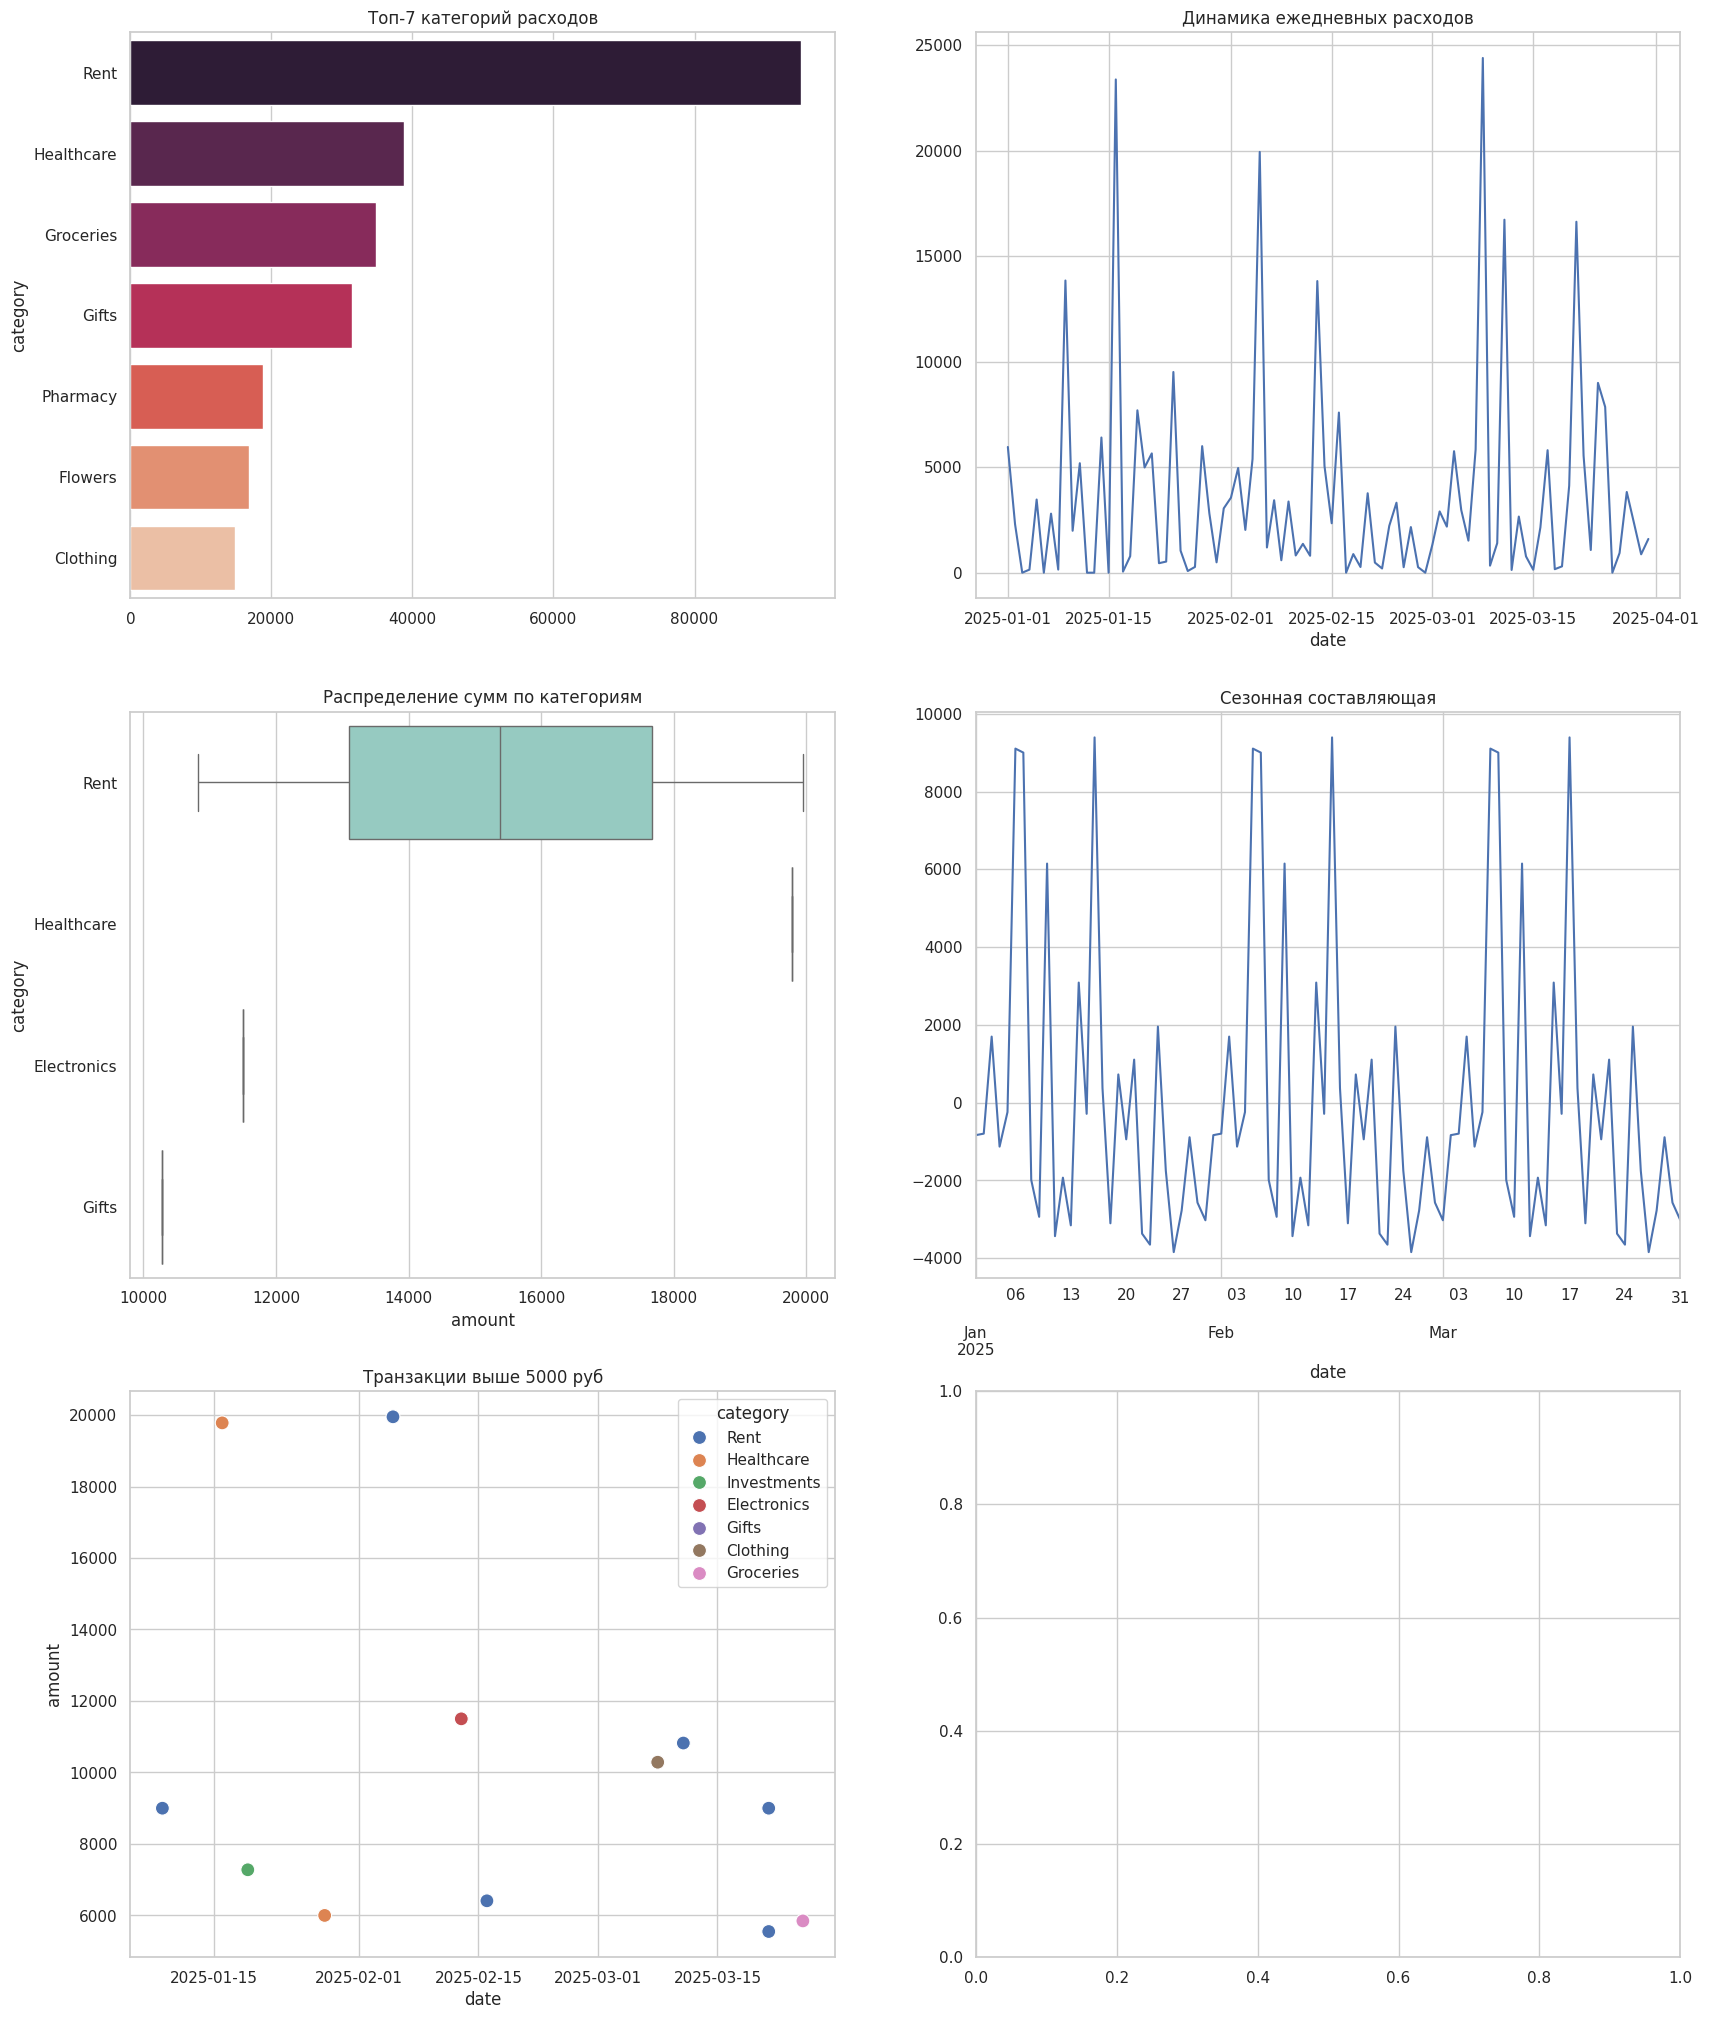 Топ-7 категорий расходов
category
Rent
Healthcare
Groceries
Gifts
Pharmacy
Flowers
Clothing
0 20000 40000 60000 80000
Динамика ежедневных расходов
25000
20000
15000
10000
5000
0
2025-01-01 2025-01-15 2025-02-01 2025-02-15 2025-03-01 2025-03-15 2025-04-01
date
Распределение сумм по категориям
category
Rent
Healthcare
Electronics
Gifts
10000 12000 14000 16000 18000 20000
amount
Сезонная составляющая
10000
8000
6000
4000
2000
0
−2000
−4000
06 13 20 27 03 10 17 24 03 10 17 24 31
Jan Feb Mar
2025
date
Транзакции выше 5000 руб
amount
20000
18000
16000
14000
12000
10000
8000
6000
category
Rent
Healthcare
Investments
Electronics
Gifts
Clothing
Groceries
2025-01-15 2025-02-01 2025-02-15 2025-03-01 2025-03-15
date
1.0
0.8
0.6
0.4
0.2
0.0
0.0 0.2 0.4 0.6 0.8 1.0